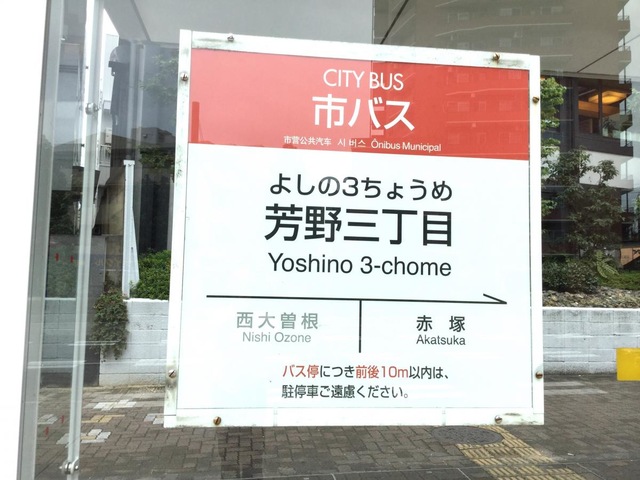 CITY BUS
市バス
市营公共汽车 시 버스 Ônibus Municipal
よしの3ちょうめ
芳野三丁目
Yoshino 3-chome
西大曽根
Nishi Ozone
赤塚
Akatsuka
バス停につき前後10m以内は、
駐停車ご遠慮ください。